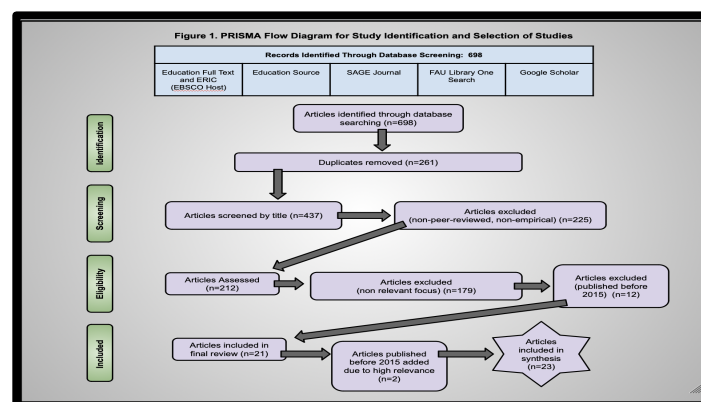 Figure 1. PRISMA Flow Diagram for Study Identification and Selection of Studies
Records Identified Through Database Screening: 698
Education Full Text
and ERIC
(EBSCO Host)
Education Source
SAGE Journal
FAU Library One
Search
Google Scholar
Identification
Articles identified through database
searching (n=698)
Duplicates removed (n=261)
Screening
Articles screened by title (n=437)
Articles excluded
(non-peer-reviewed, non-empirical) (n=225)
Eligibility
Articles Assessed
(n=212)
Articles excluded
(non relevant focus) (n=179)
Articles excluded
(published before
2015) (n=12)
Included
Articles included in
final review (n=21)
Articles published
before 2015 added
due to high relevance
(n=2)
Articles
included in
synthesis
(n=23)